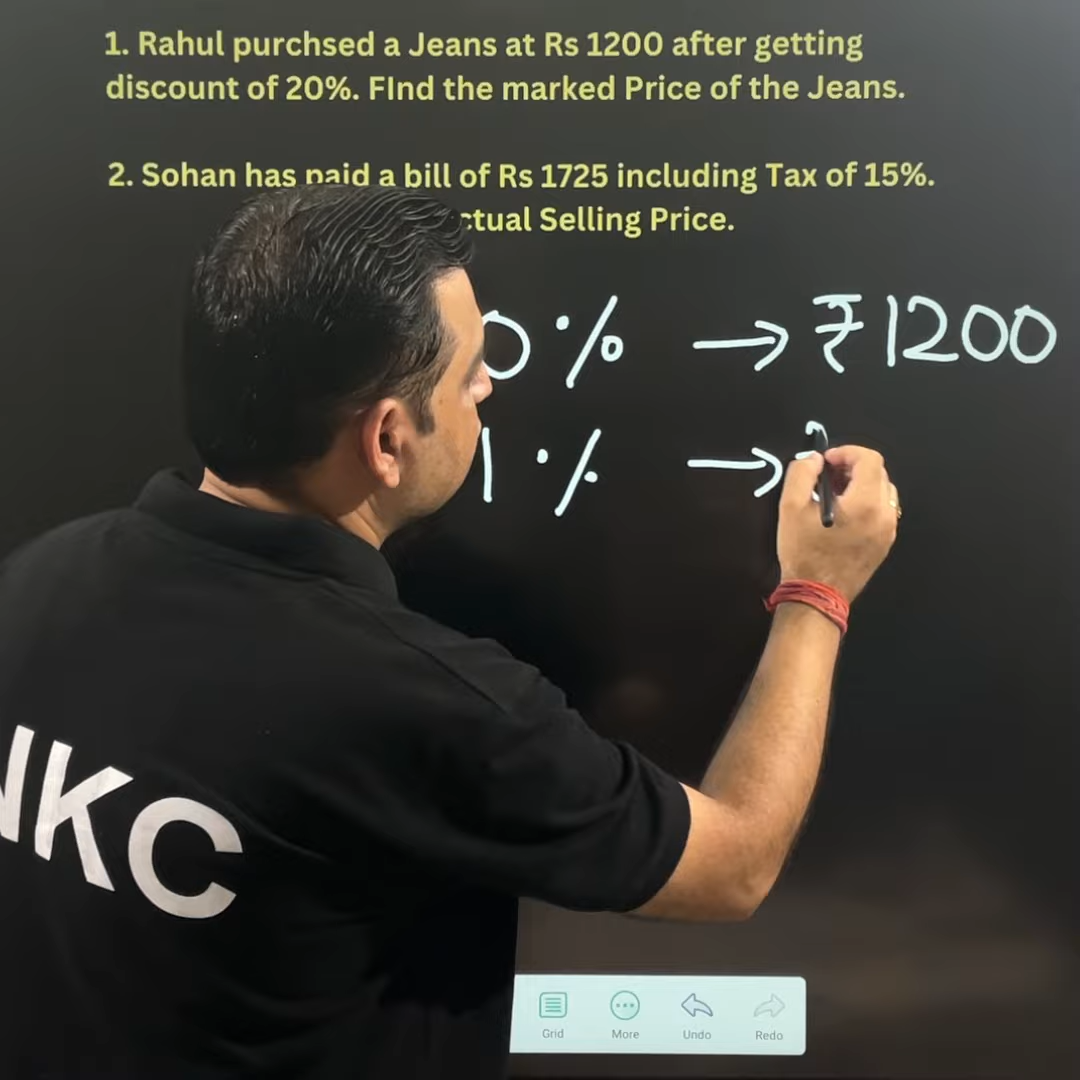 1. Rahul purchsed a Jeans at Rs 1200 after getting
discount of 20%. FInd the marked Price of the Jeans.
2. Sohan has paid a bill of Rs 1725 including Tax of 15%.
Selling Price.
0% → ₹1200
1% →
KC
Grid More Undo Redo